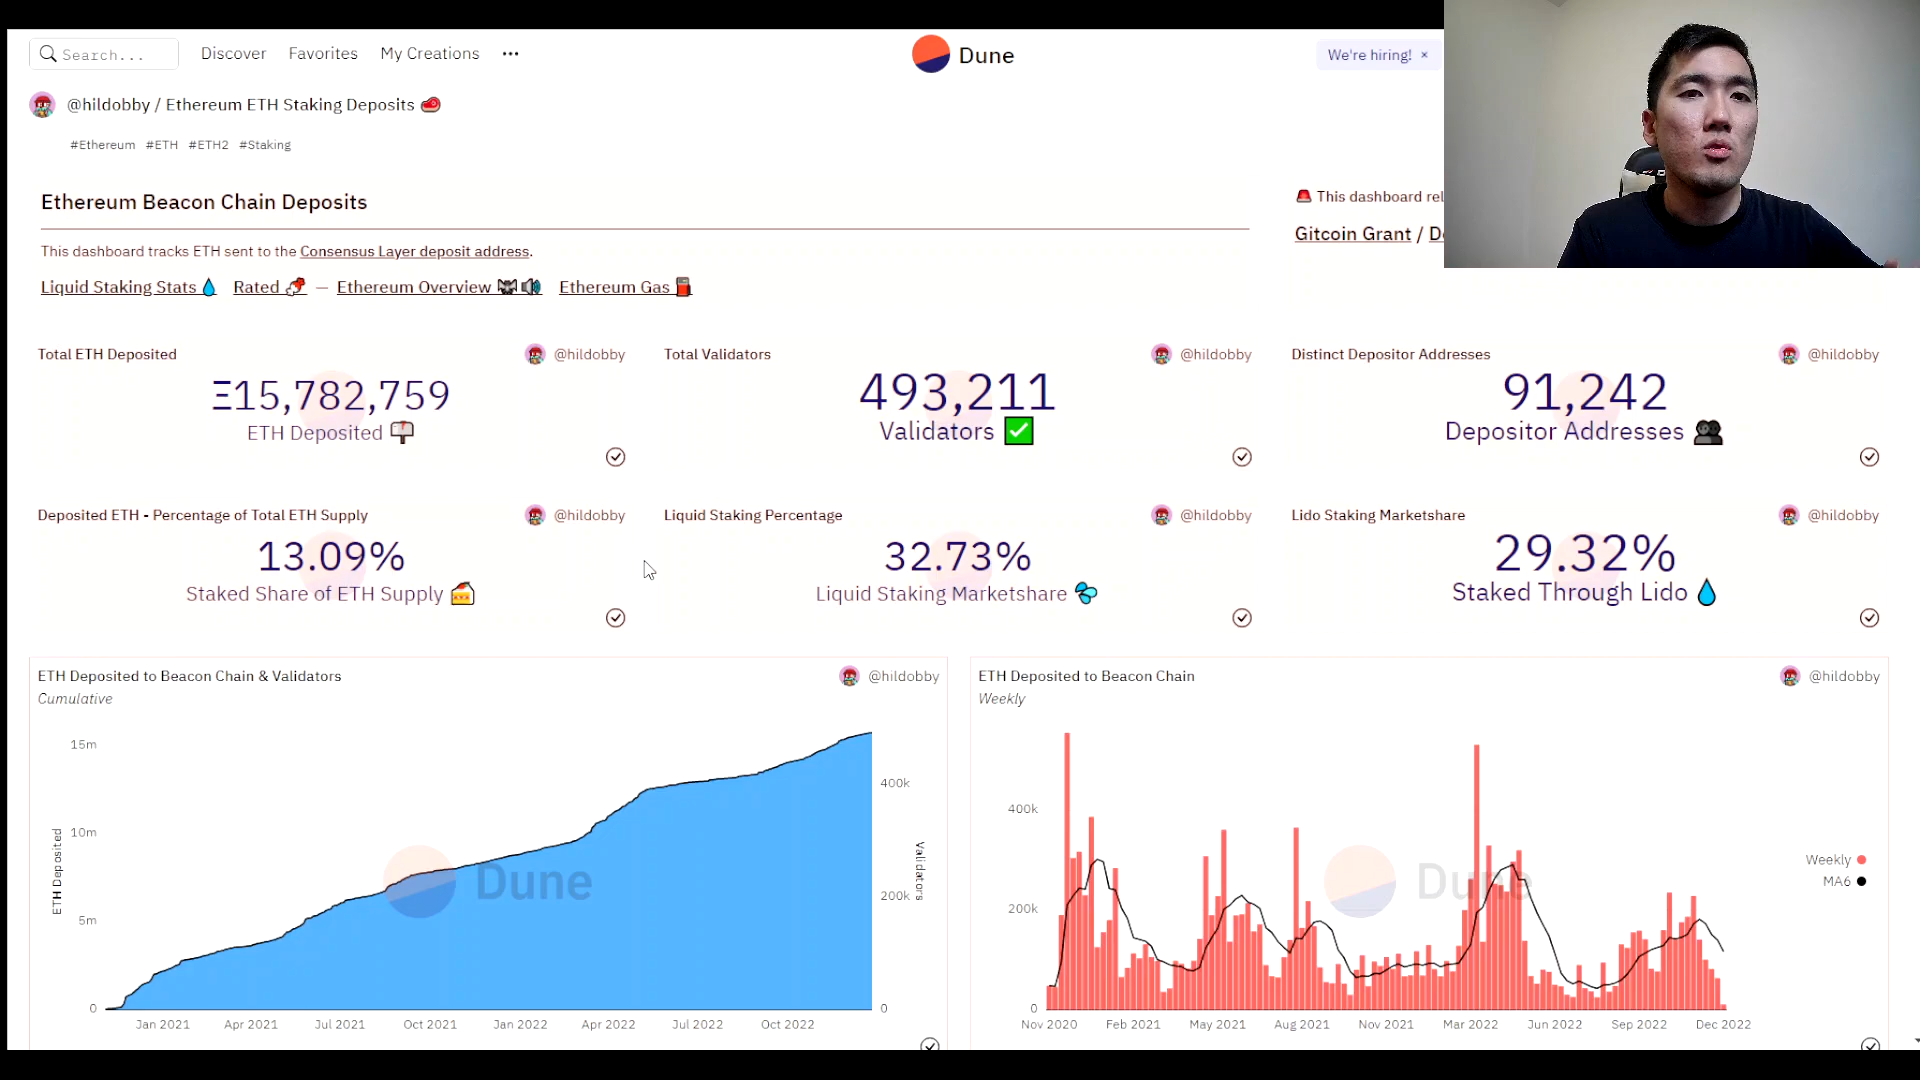 Search...
Discover
Favorites
My Creations
Dune
We're hiring! ×
@hildobby / Ethereum ETH Staking Deposits
#Ethereum #ETH #ETH2 #Staking
Ethereum Beacon Chain Deposits
This dashboard tracks ETH sent to the Consensus Layer deposit address.
Liquid Staking Stats
Rated
— Ethereum Overview
Ethereum Gas
This dashboard rel
Gitcoin Grant / D
Total ETH Deposited
@hildobby
Ξ15,782,759
ETH Deposited
Total Validators
@hildobby
493,211
Validators
Distinct Depositor Addresses
@hildobby
91,242
Depositor Addresses
Deposited ETH - Percentage of Total ETH Supply
@hildobby
13.09%
Staked Share of ETH Supply
Liquid Staking Percentage
@hildobby
32.73%
Liquid Staking Marketshare
Lido Staking Marketshare
@hildobby
29.32%
Staked Through Lido
ETH Deposited to Beacon Chain & Validators
@hildobby
Cumulative
15m
10m
5m
0
ETH Deposited
400k
200k
0
Validators
Dune
Jan 2021
Apr 2021
Jul 2021
Oct 2021
Jan 2022
Apr 2022
Jul 2022
Oct 2022
ETH Deposited to Beacon Chain
@hildobby
Weekly
400k
200k
0
Dune
Weekly
MA6
Nov 2020
Feb 2021
May 2021
Aug 2021
Nov 2021
Mar 2022
Jun 2022
Sep 2022
Dec 2022